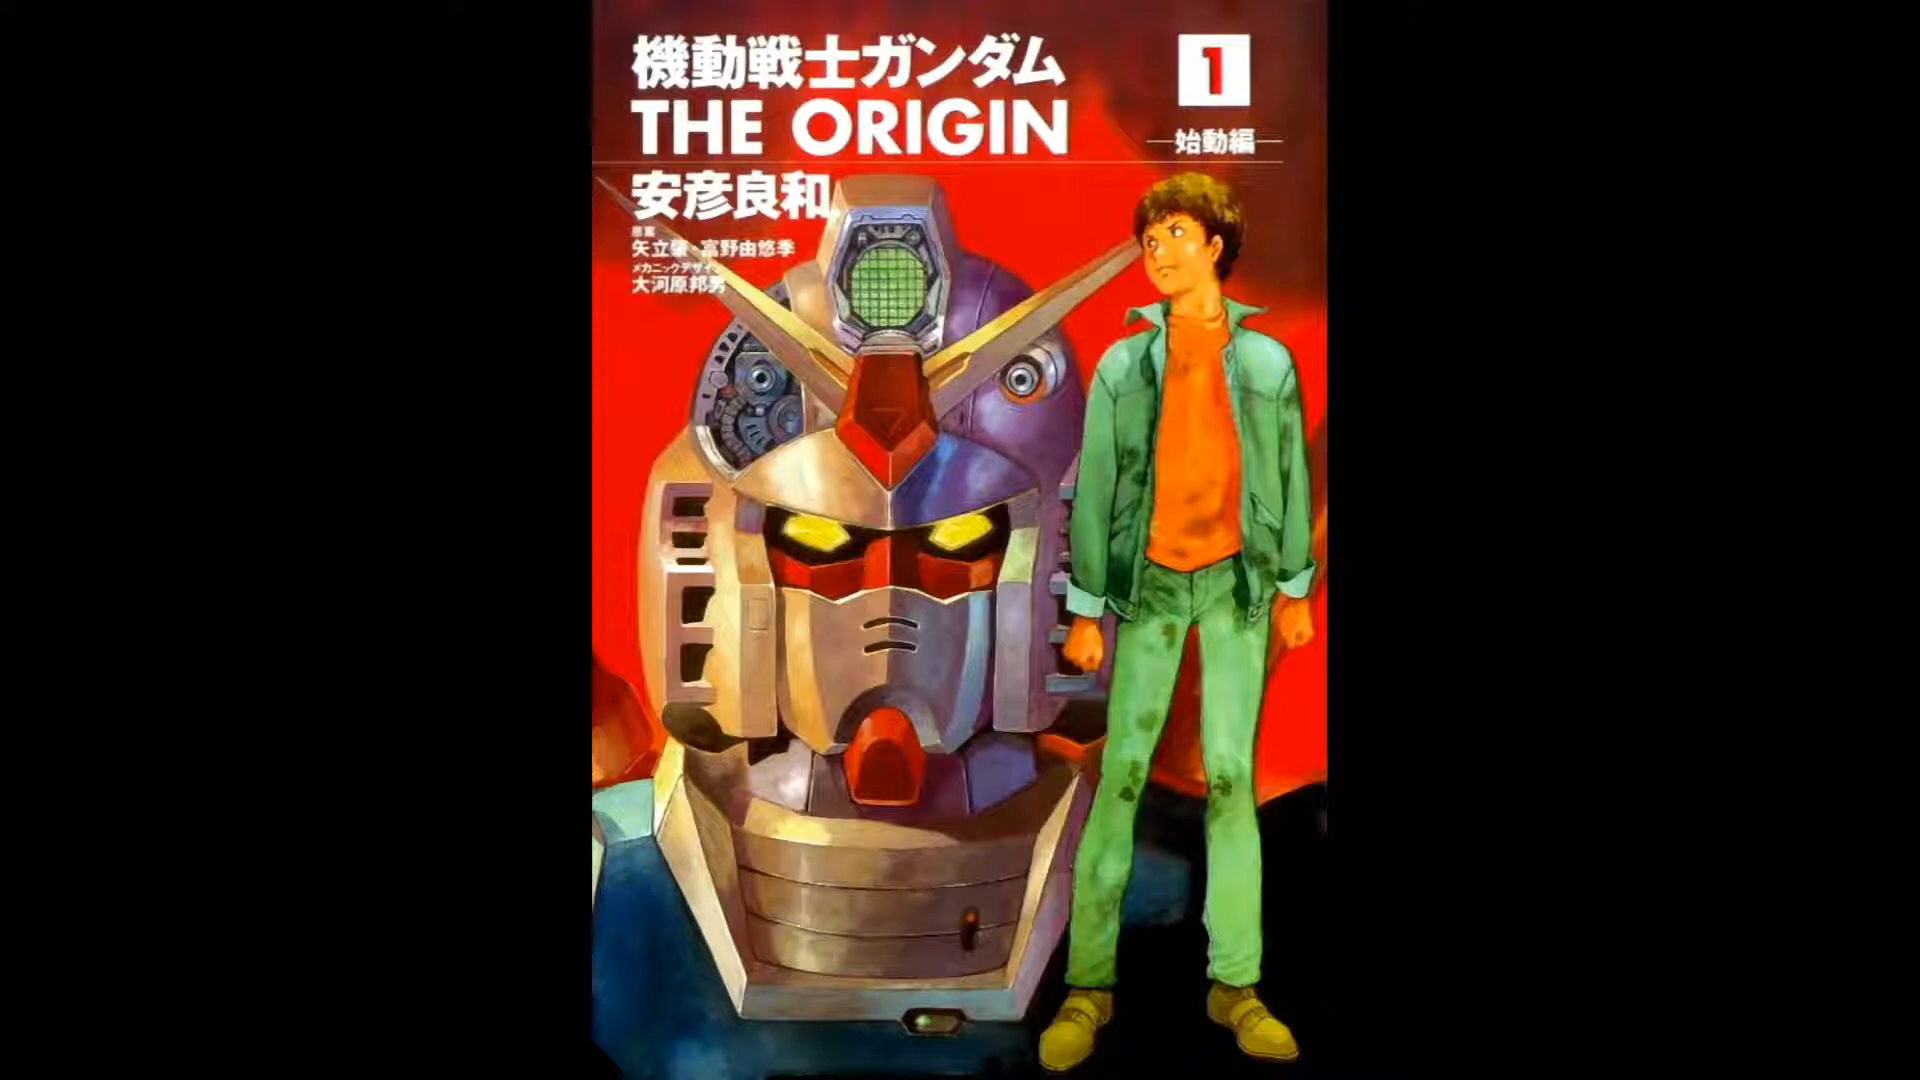 機動戦士ガンダム
THE ORIGIN
1
始動編
安彦良和
原案
矢立肇・富野由悠季
メカニックデザイン
大河原邦男